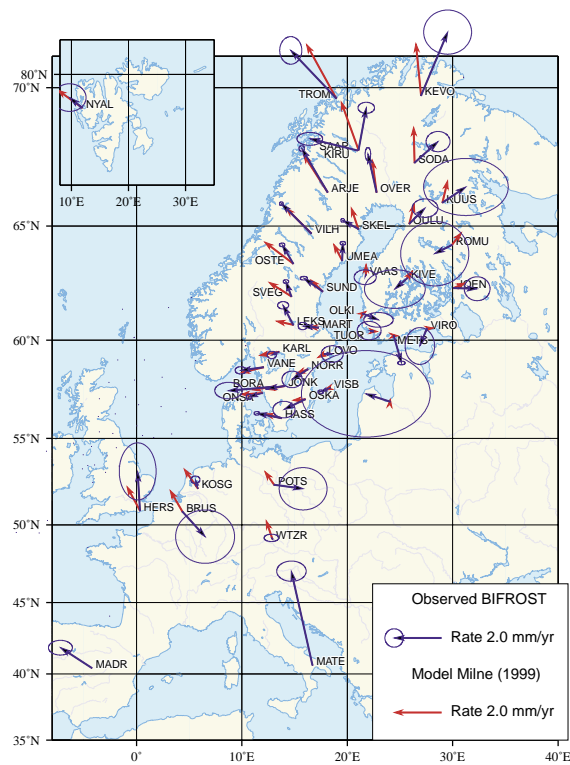 80°N
NYAL
10°E
20°E
30°E
70°N
TROM
KEVO
SAAR
KIRU
SODA
ARJE
OVER
KUUS
65°N
VILH
SKEL
OULU
ROMU
OSTE
UMEA
VAAS
KIVE
SVEG
SUND
JOEN
OLKI
LEKS
MART
TUOR
METS
VIRO
60°N
KARL
LOVO
VANE
NORR
BORA
JONK
VISB
ONSA
OSKA
HASS
55°N
KOSG
POTS
HERS
BRUS
50°N
WTZR
Observed BIFROST
45°N
Rate 2.0 mm/yr
MADR
MATE
Model Milne (1999)
40°N
Rate 2.0 mm/yr
35°N
0°
10°E
20°E
30°E
40°E